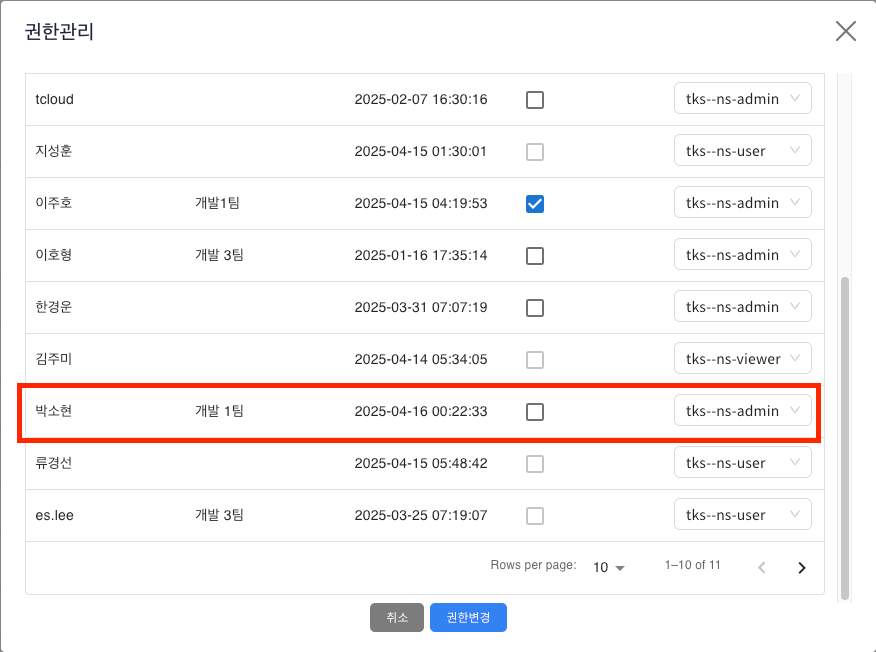 권한관리
tcloud 2025-02-07 16:30:16 tks--ns-admin
지성훈 2025-04-15 01:30:01 tks--ns-user
이주호 개발1팀 2025-04-15 04:19:53 tks--ns-admin
이호형 개발 3팀 2025-01-16 17:35:14 tks--ns-admin
한경운 2025-03-31 07:07:19 tks--ns-admin
김주미 2025-04-14 05:34:05 tks--ns-viewer
박소현 개발 1팀 2025-04-16 00:22:33 tks--ns-admin
류경선 2025-04-15 05:48:42 tks--ns-user
es.lee 개발 3팀 2025-03-25 07:19:07 tks--ns-user
Rows per page: 10 1–10 of 11
취소 권한변경